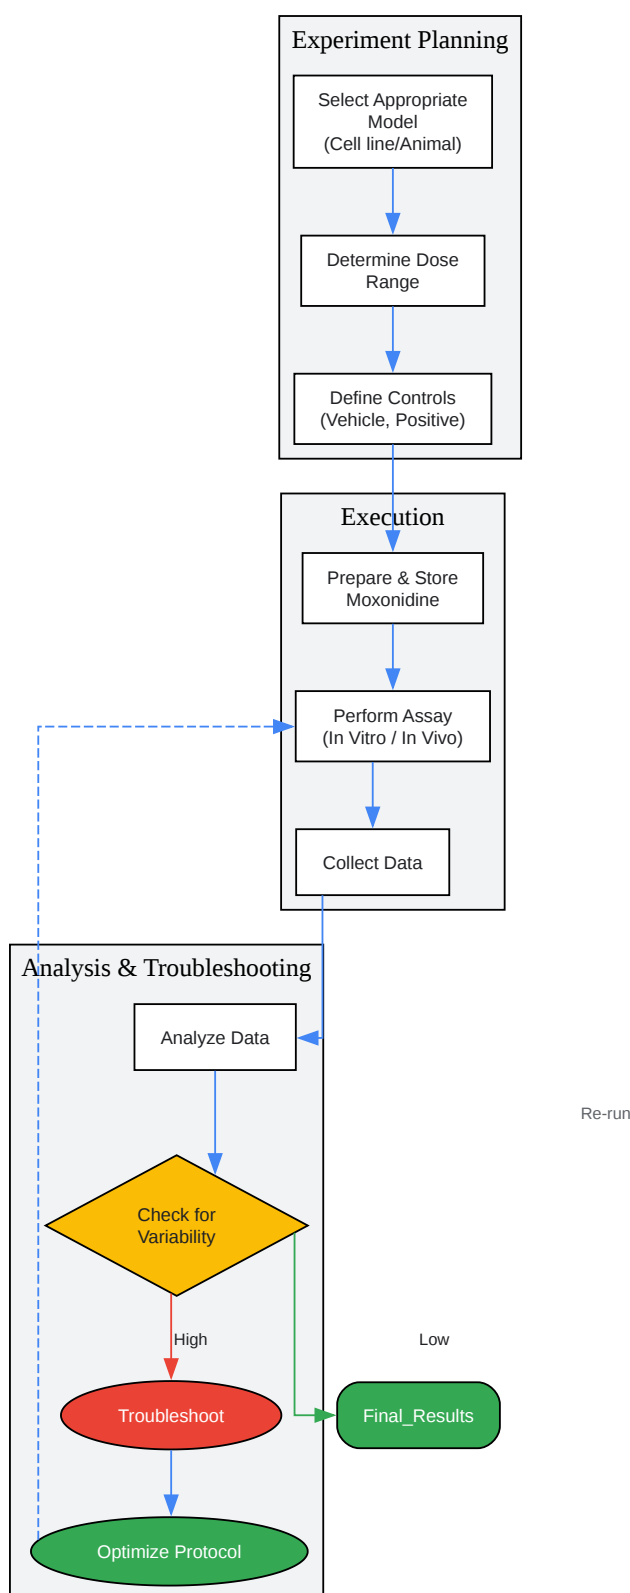 Experiment Planning
Select Appropriate
Model
(Cell line/Animal)
Determine Dose
Range
Define Controls
(Vehicle, Positive)
Execution
Prepare & Store
Moxonidine
Perform Assay
(In Vitro / In Vivo)
Collect Data
Analysis & Troubleshooting
Analyze Data
Re-run
Check for
Variability
High
Low
Troubleshoot
Final_Results
Optimize Protocol